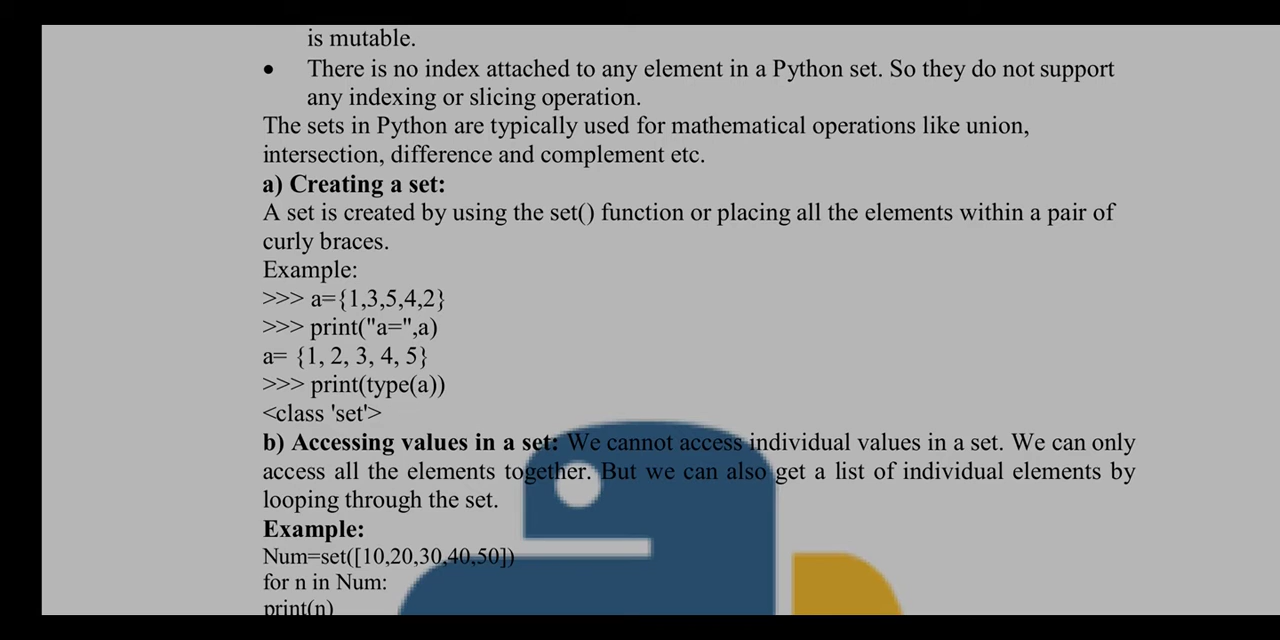 is mutable.
• There is no index attached to any element in a Python set. So they do not support
any indexing or slicing operation.
The sets in Python are typically used for mathematical operations like union,
intersection, difference and complement etc.
a) Creating a set:
A set is created by using the set() function or placing all the elements within a pair of
curly braces.
Example:
>>> a={1,3,5,4,2}
>>> print("a=",a)
a= {1, 2, 3, 4, 5}
>>> print(type(a))
<class 'set'>
b) Accessing values in a set: We cannot access individual values in a set. We can only
access all the elements together. But we can also get a list of individual elements by
looping through the set.
Example:
Num=set([10,20,30,40,50])
for n in Num:
print(n)